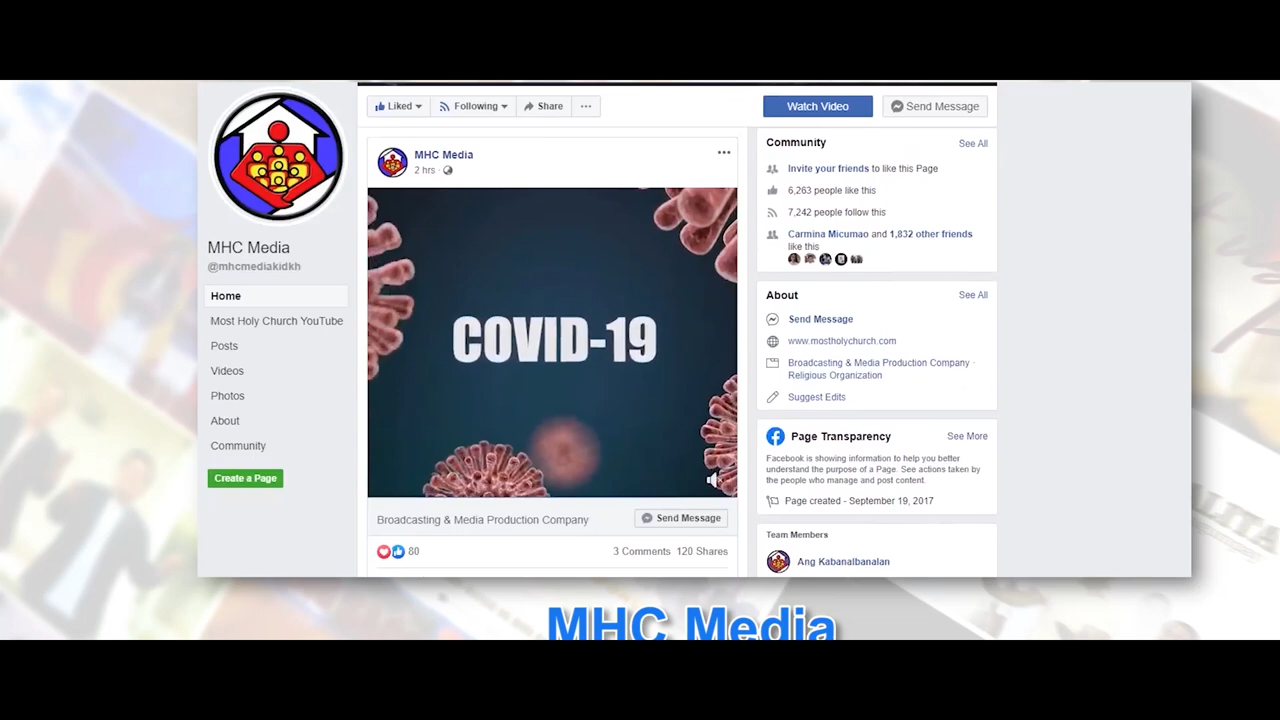 MHC Media
@mhcmediakidkh
Home
Most Holy Church YouTube
Posts
Videos
Photos
About
Community
Create a Page
Liked
Following
Share
...
Watch Video
Send Message
MHC Media
2 hrs ·
COVID-19
Broadcasting & Media Production Company
Send Message
80
3 Comments 120 Shares
Community
See All
Invite your friends to like this Page
6,263 people like this
7,242 people follow this
Carmina Micumao and 1,832 other friends
like this
About
See All
Send Message
www.mostholychurch.com
Broadcasting & Media Production Company ·
Religious Organization
Suggest Edits
Page Transparency
See More
Facebook is showing information to help you better
understand the purpose of a Page. See actions taken by
the people who manage and post content.
Page created - September 19, 2017
Team Members
Ang Kabanalbanalan
MHC Media